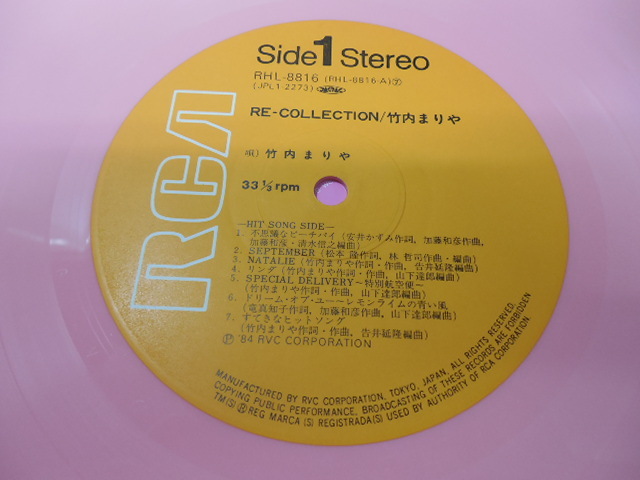 Side 1 Stereo
RHL-8816 (RHL-8816-A)
(JPL1-2273)
RE-COLLECTION/竹内まりや
唄) 竹内まりや
33 1/3 rpm
RCA
—HIT SONG SIDE—
1. 不思議なピーチパイ (安井かずみ作詞, 加藤和彦作曲,
加藤和彦・清水信之編曲)
2. SEPTEMBER (松本 隆作詞, 林 哲司作曲・編曲)
3. NATALIE (竹内まりや作詞・作曲, 告井延隆編曲)
4. リンダ (竹内まりや作詞・作曲, 山下達郎編曲)
5. SPECIAL DELIVERY～特別航空便～
(竹内まりや作詞・作曲, 山下達郎編曲)
6. ドリーム・オブ・ユー～レモンライムの青い風
(竜真知子作詞, 加藤和彦作曲, 山下達郎編曲)
7. すてきなヒットソング
(竹内まりや作詞・作曲, 告井延隆編曲)
Ⓟ '84 RVC CORPORATION
MANUFACTURED BY RVC CORPORATION, TOKYO, JAPAN, ALL RIGHTS RESERVED,
COPYING PUBLIC PERFORMANCE, BROADCASTING OF THESE RECORDS ARE FORBIDDEN
TM(S) ® REG MARCA (S) REGISTRADA(S) USED BY AUTHORITY OF RCA CORPORATION.